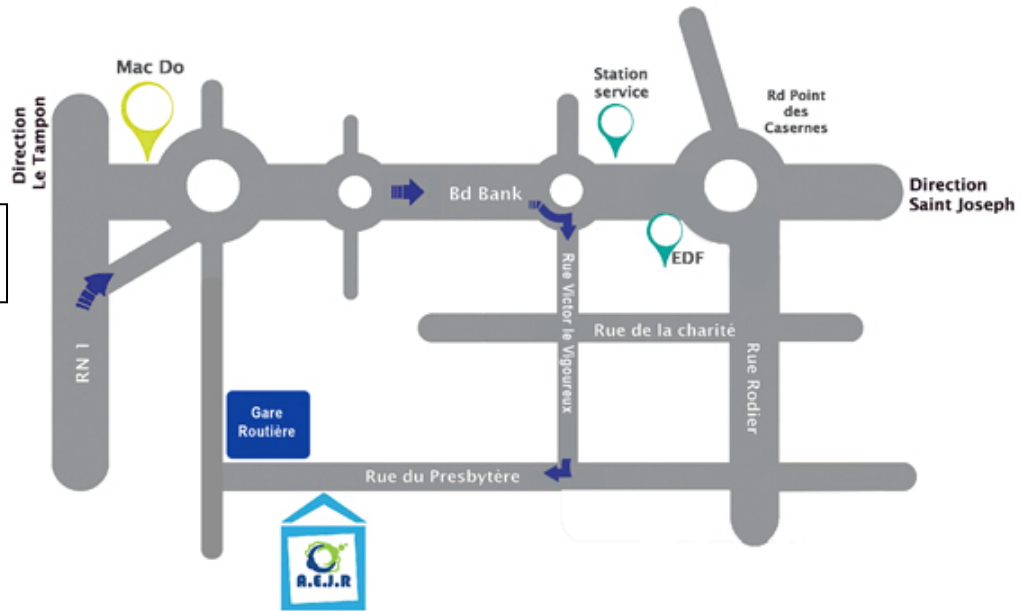 Mac Do
Direction
Le Tampon
Station
service
Rd Point
des
Casernes
Bd Bank
Direction
Saint Joseph
EDF
Rue Victor le Vigoureux
Rue de la charité
RN 1
Rue Rodier
Gare
Routière
Rue du Presbytère
A.E.J.R